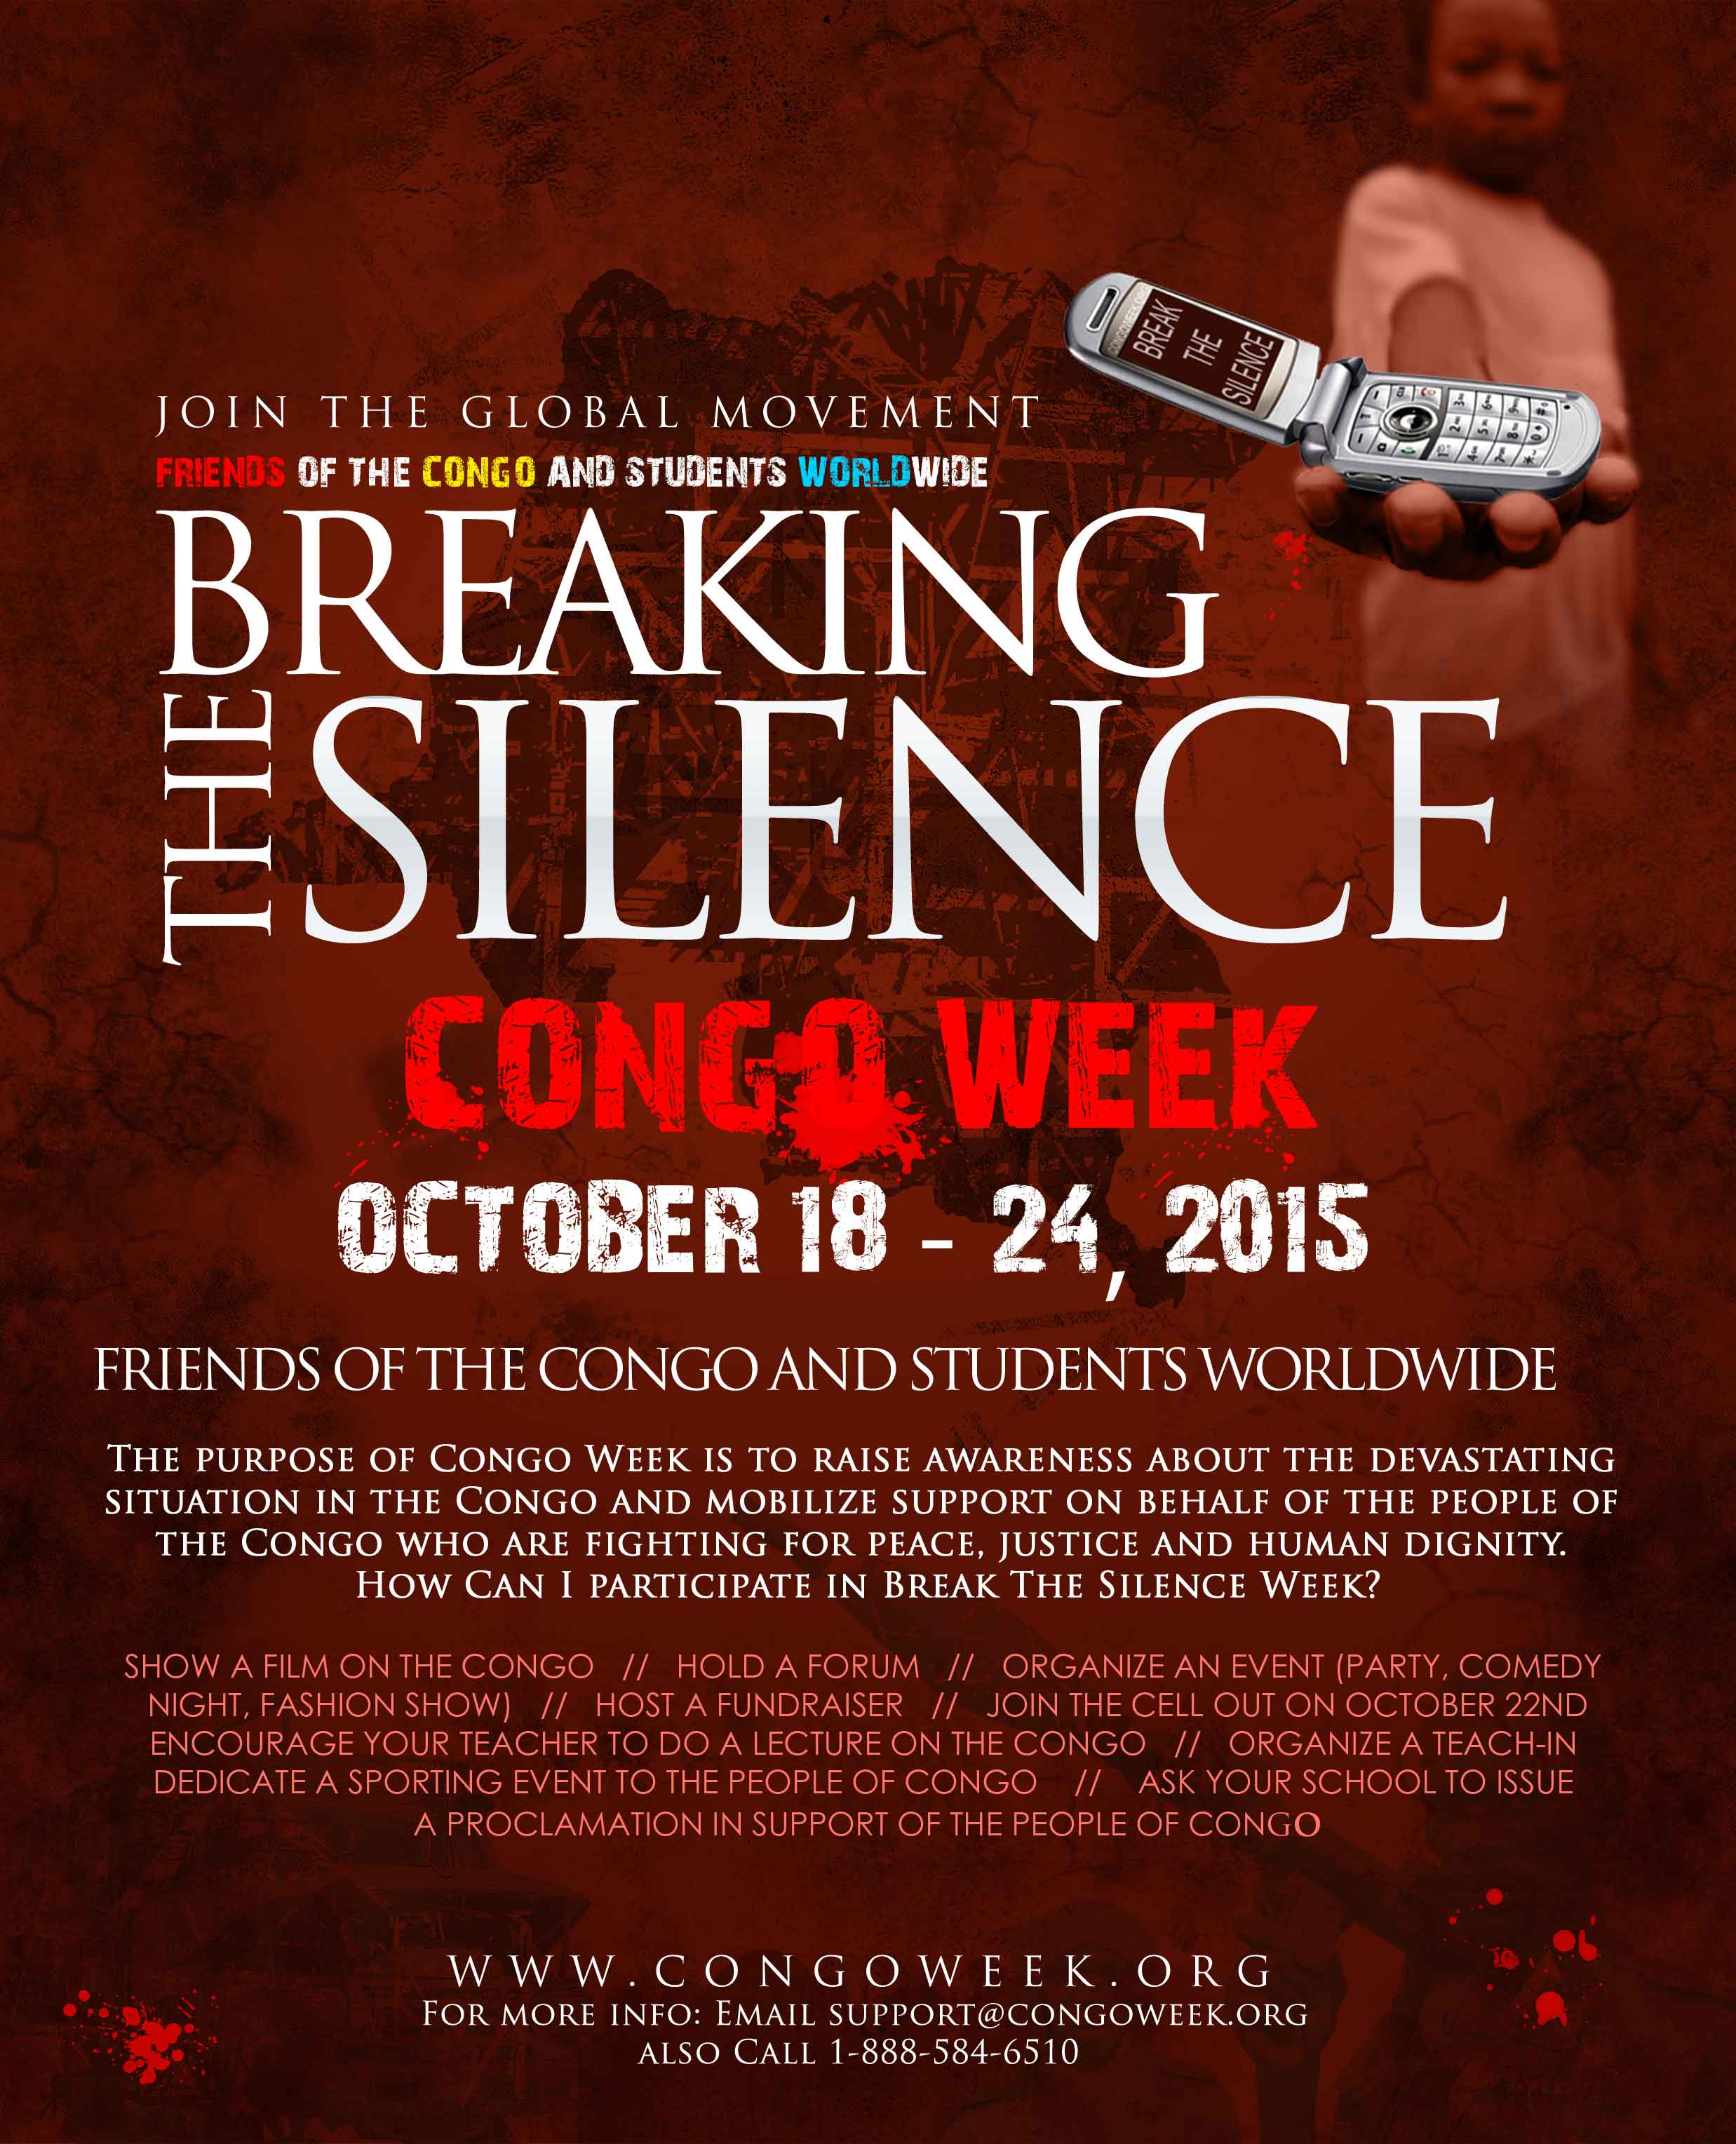 JOIN THE GLOBAL MOVEMENT
FRIENDS OF THE CONGO AND STUDENTS WORLDWIDE
BREAKING
THE SILENCE
CONGOWEEK.ORG
BREAK
THE
SILENCE
CONGO WEEK
OCTOBER 18 - 24, 2015
FRIENDS OF THE CONGO AND STUDENTS WORLDWIDE
THE PURPOSE OF CONGO WEEK IS TO RAISE AWARENESS ABOUT THE DEVASTATING
SITUATION IN THE CONGO AND MOBILIZE SUPPORT ON BEHALF OF THE PEOPLE OF
THE CONGO WHO ARE FIGHTING FOR PEACE, JUSTICE AND HUMAN DIGNITY.
HOW CAN I PARTICIPATE IN BREAK THE SILENCE WEEK?
SHOW A FILM ON THE CONGO // HOLD A FORUM // ORGANIZE AN EVENT (PARTY, COMEDY
NIGHT, FASHION SHOW) // HOST A FUNDRAISER // JOIN THE CELL OUT ON OCTOBER 22ND
ENCOURAGE YOUR TEACHER TO DO A LECTURE ON THE CONGO // ORGANIZE A TEACH-IN
DEDICATE A SPORTING EVENT TO THE PEOPLE OF CONGO // ASK YOUR SCHOOL TO ISSUE
A PROCLAMATION IN SUPPORT OF THE PEOPLE OF CONGO
WWW.CONGOWEEK.ORG
FOR MORE INFO: EMAIL SUPPORT@CONGOWEEK.ORG
ALSO CALL 1-888-584-6510